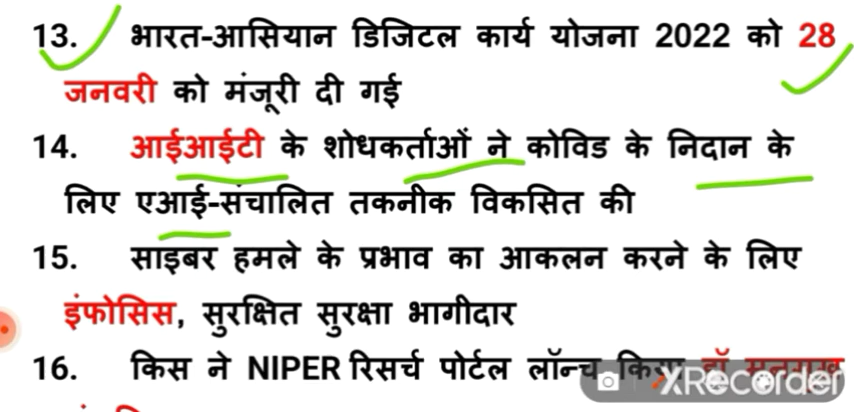 13. भारत-आसियान डिजिटल कार्य योजना 2022 को 28
जनवरी को मंजूरी दी गई
14. आईआईटी के शोधकर्ताओं ने कोविड के निदान के
लिए एआई-संचालित तकनीक विकसित की
15. साइबर हमले के प्रभाव का आकलन करने के लिए
इंफोसिस, सुरक्षित सुरक्षा भागीदार
16. किस ने NIPER रिसर्च पोर्टल लॉन्च किया डॉ मनसुख
XRecorder